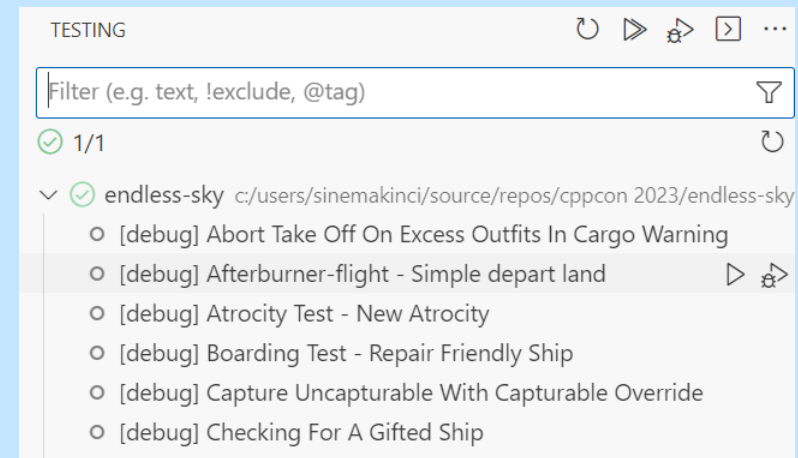 TESTING
Filter (e.g. text, !exclude, @tag)
1/1
endless-sky c:/users/sinemakinci/source/repos/cppcon 2023/endless-sky
[debug] Abort Take Off On Excess Outfits In Cargo Warning
[debug] Afterburner-flight - Simple depart land
[debug] Atrocity Test - New Atrocity
[debug] Boarding Test - Repair Friendly Ship
[debug] Capture Uncapturable With Capturable Override
[debug] Checking For A Gifted Ship